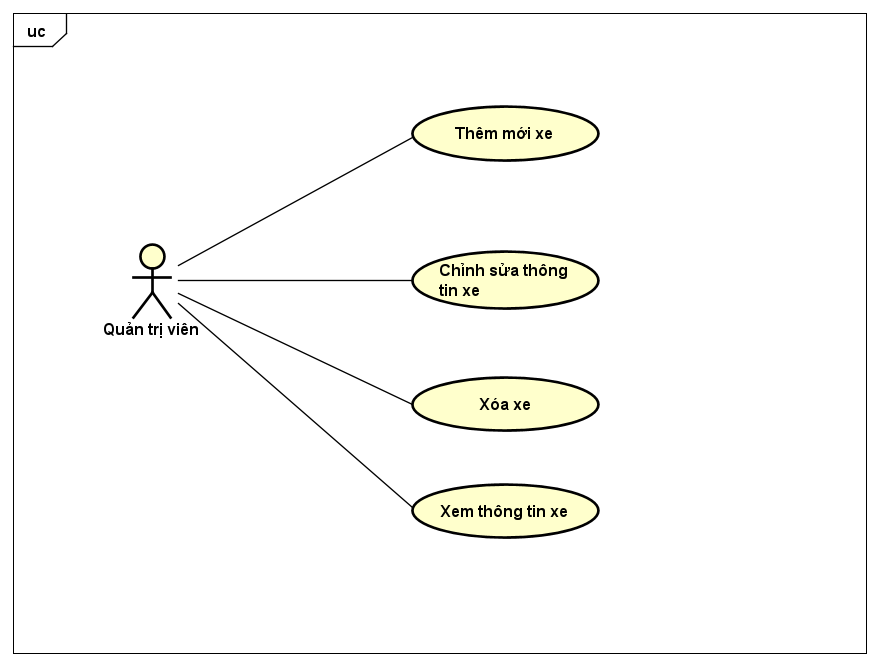 uc
Thêm mới xe
Chỉnh sửa thông
tin xe
Quản trị viên
Xóa xe
Xem thông tin xe